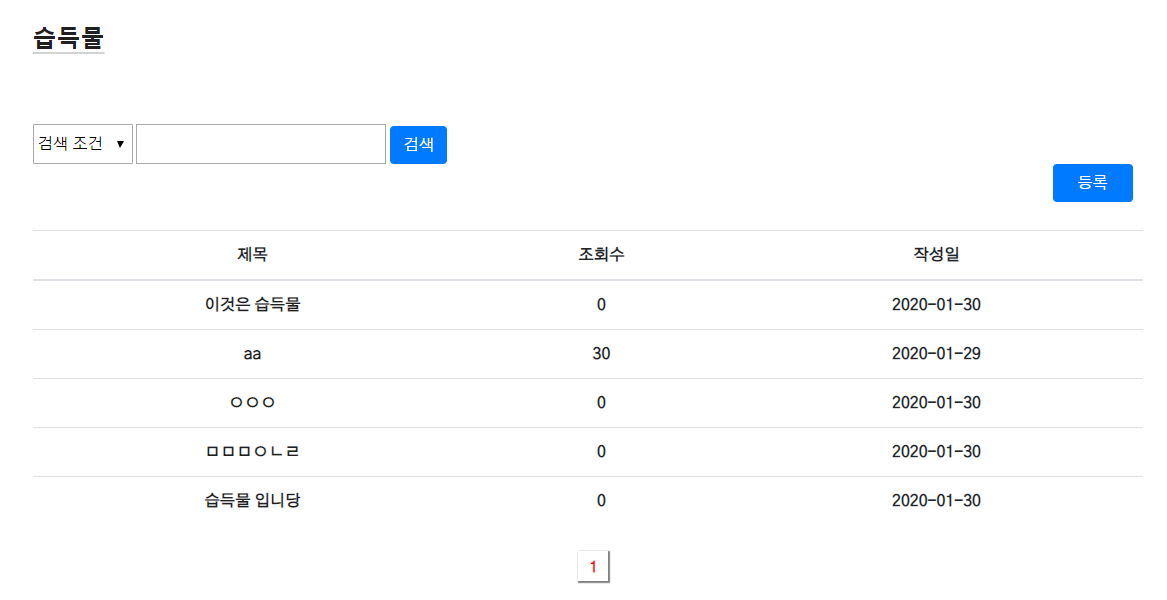 습득물
검색 조건 ▼ 검색
등록
제목 조회수 작성일
이것은 습득물 0 2020-01-30
aa 30 2020-01-29
ㅇㅇㅇ 0 2020-01-30
ㅁㅁㅁㅇㄴㄹ 0 2020-01-30
습득물 입니당 0 2020-01-30
1